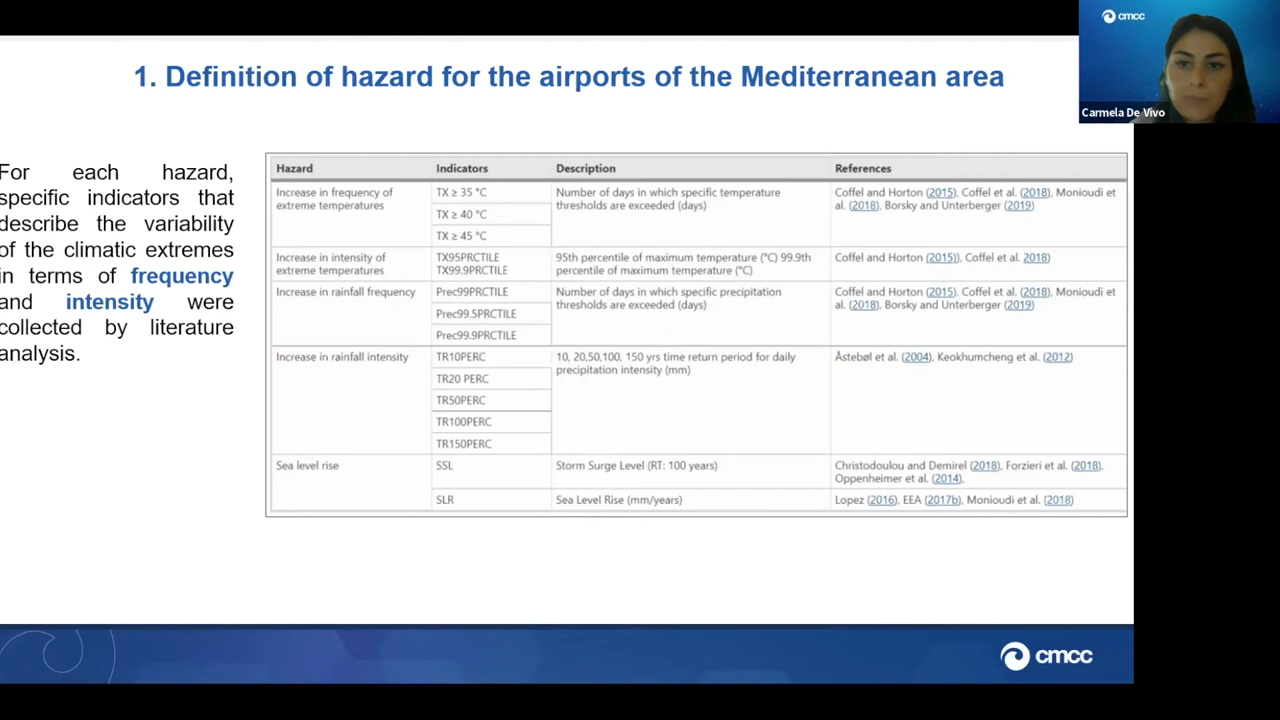 cmcc
Carmela De Vivo
1. Definition of hazard for the airports of the Mediterranean area
For each hazard,
specific indicators that
describe the variability
of the climatic extremes
in terms of frequency
and intensity were
collected by literature
analysis.
Hazard Indicators Description References
Increase in frequency of
extreme temperatures
TX ≥ 35 °C
TX ≥ 40 °C
TX ≥ 45 °C
Number of days in which specific temperature
thresholds are exceeded (days)
Coffel and Horton (2015), Coffel et al. (2018), Monioudi et
al. (2018), Borsky and Unterberger (2019)
Increase in intensity of
extreme temperatures
TX95PRCTILE
TX99.9PRCTILE
95th percentile of maximum temperature (°C) 99.9th
percentile of maximum temperature (°C)
Coffel and Horton (2015)), Coffel et al. 2018)
Increase in rainfall frequency
Prec99PRCTILE
Prec99.5PRCTILE
Prec99.9PRCTILE
Number of days in which specific precipitation
thresholds are exceeded (days)
Coffel and Horton (2015), Coffel et al. (2018), Monioudi et
al. (2018), Borsky and Unterberger (2019)
Increase in rainfall intensity
TR10PERC
TR20 PERC
TR50PERC
TR100PERC
TR150PERC
10, 20,50,100, 150 yrs time return period for daily
precipitation intensity (mm)
Åstebøl et al. (2004), Keokhumcheng et al. (2012)
Sea level rise
SSL
Storm Surge Level (RT: 100 years)
Christodoulou and Demirel (2018), Forzieri et al. (2018),
Oppenheimer et al. (2014),
SLR
Sea Level Rise (mm/years)
Lopez (2016), EEA (2017b), Monioudi et al. (2018)
cmcc